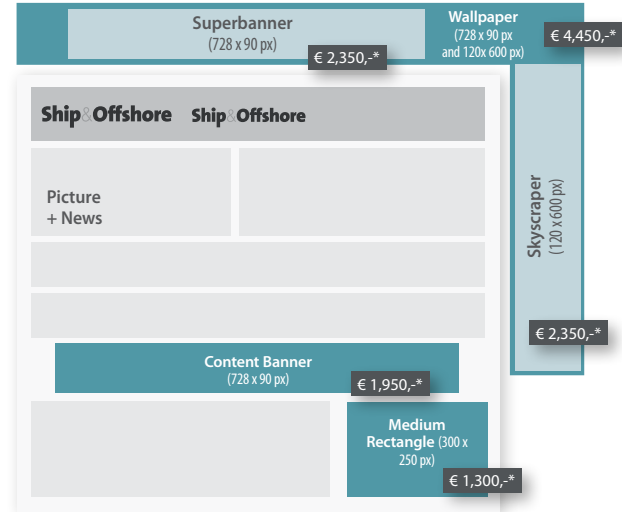 Superbanner
(728 x 90 px)
€ 2,350,-*
Wallpaper
(728 x 90 px
and 120x 600 px)
€ 4,450,-*
Ship&Offshore Ship&Offshore
Picture
+ News
Skyscraper
(120 x 600 px)
€ 2,350,-*
Content Banner
(728 x 90 px)
€ 1,950,-*
Medium
Rectangle (300 x
250 px)
€ 1,300,-*